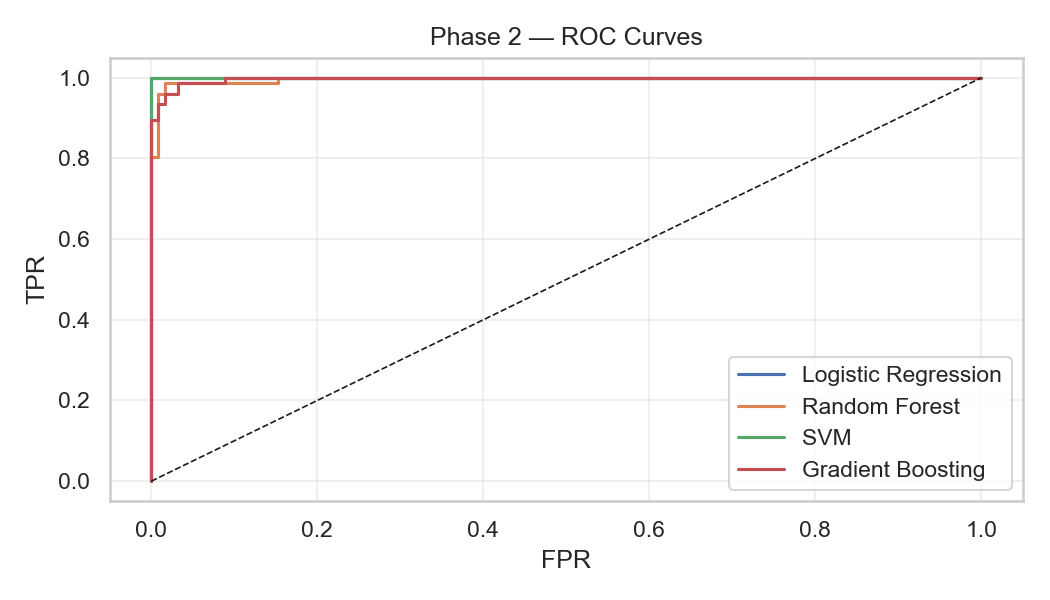 Phase 2 — ROC Curves
1.0
0.8
0.6
0.4
0.2
0.0
TPR
Logistic Regression
Random Forest
SVM
Gradient Boosting
0.0 0.2 0.4 0.6 0.8 1.0
FPR